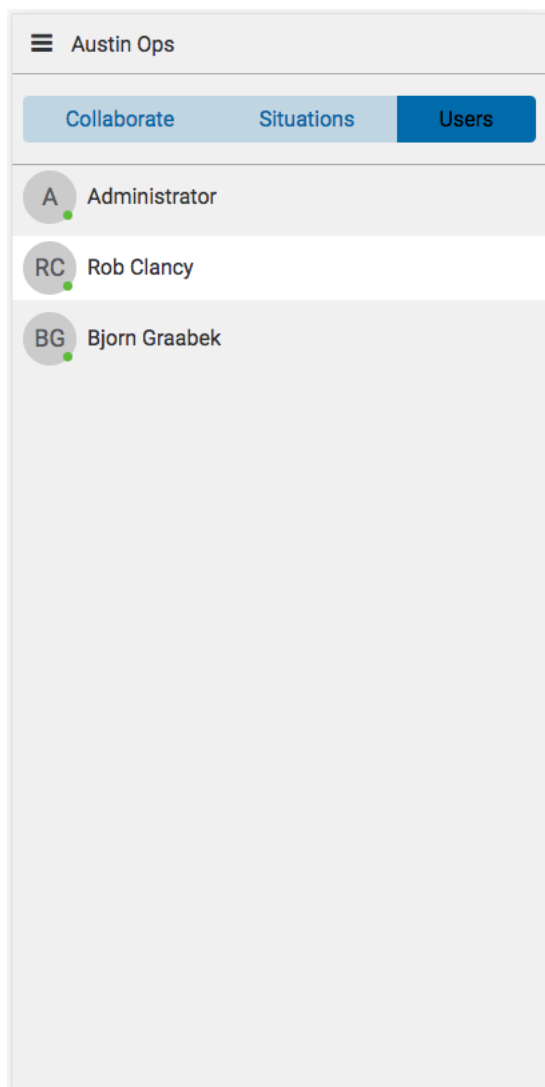 Austin Ops
Collaborate Situations Users
A Administrator
RC Rob Clancy
BG Bjorn Graabek